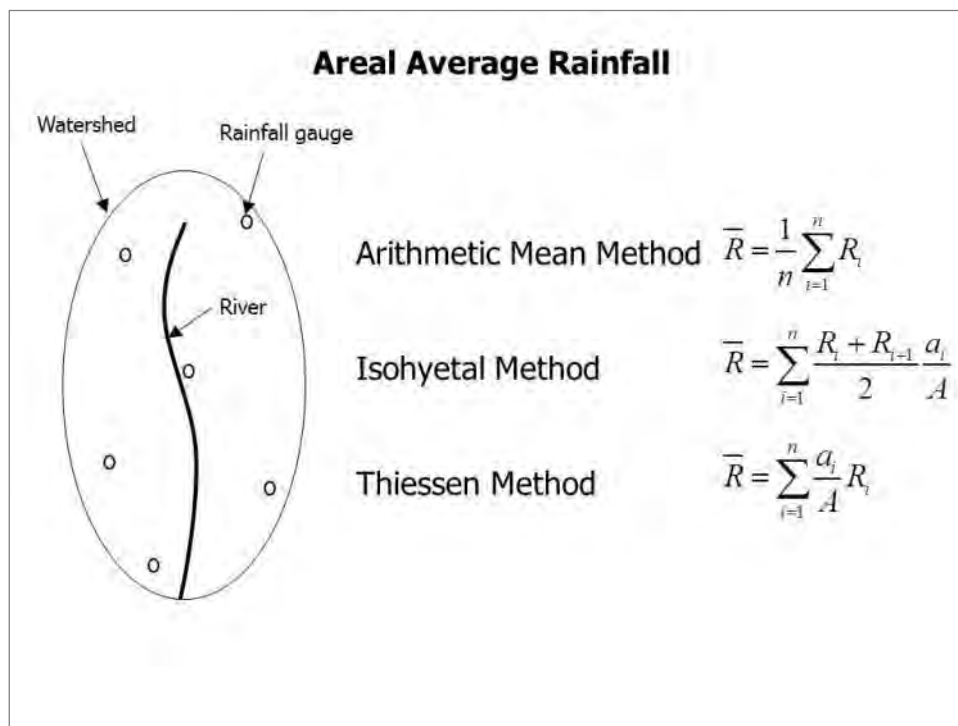 Areal Average Rainfall
Watershed
Rainfall gauge
Arithmetic Mean Method R̅ = 1/n ∑_{i=1}^{n} R_i
River
Isohyetal Method R̅ = ∑_{i=1}^{n} (R_i + R_{i+1})/2 a_i/A
Thiessen Method R̅ = ∑_{i=1}^{n} a_i/A R_i